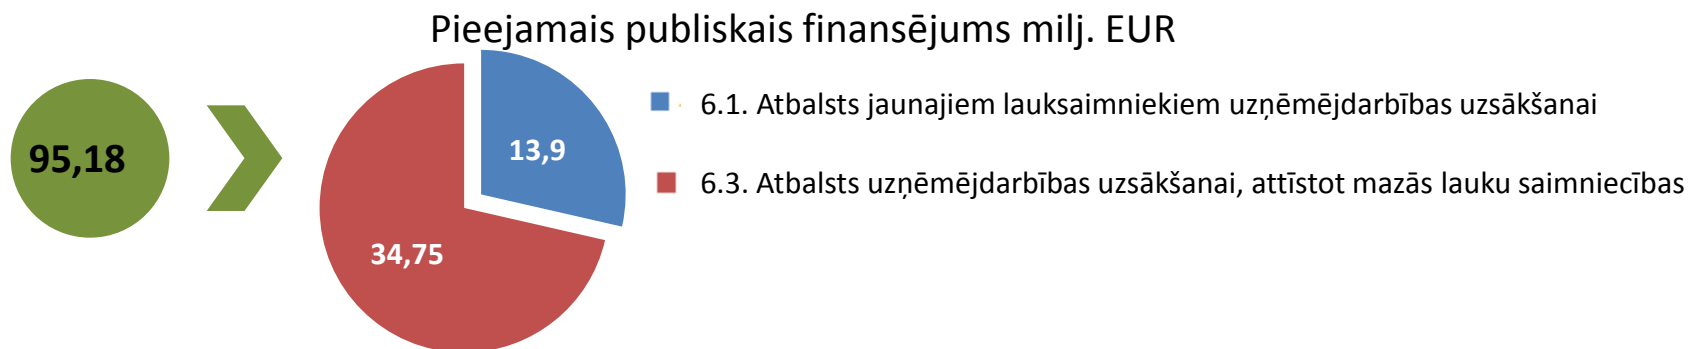 Pieejamais publiskais finansējums milj. EUR
95,18
13,9
34,75
6.1. Atbalsts jaunajiem lauksaimniekiem uzņēmējdarbības uzsākšanai
6.3. Atbalsts uzņēmējdarbības uzsākšanai, attīstot mazās lauku saimniecības